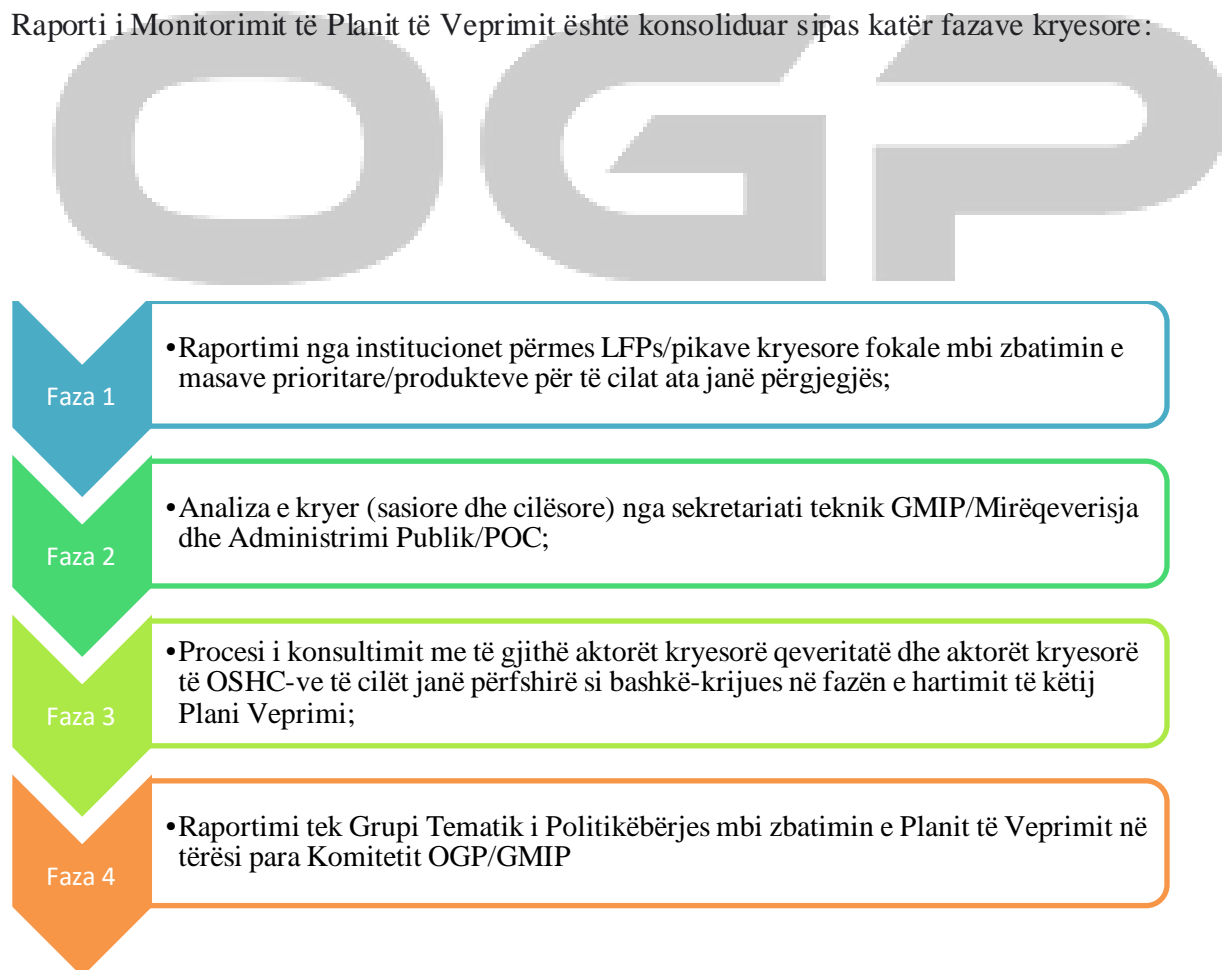 Raporti i Monitorimit të Planit të Veprimit është konsoliduar sipas katër fazave kryesore:
OGP
Faza 1
•Raportimi nga institucionet përmes LFPs/pikave kryesore fokale mbi zbatimin e
masave prioritare/produkteve për të cilat ata janë përgjegjës;
Faza 2
•Analiza e kryer (sasiore dhe cilësore) nga sekretariati teknik GMIP/Mirëqeverisja
dhe Administrimi Publik/POC;
Faza 3
•Procesi i konsultimit me të gjithë aktorët kryesorë qeveritatë dhe aktorët kryesorë
të OSHC-ve të cilët janë përfshirë si bashkë-krijues në fazën e hartimit të këtij
Plani Veprimi;
Faza 4
•Raportimi tek Grupi Tematik i Politikëbërjes mbi zbatimin e Planit të Veprimit në
tërësi para Komitetit OGP/GMIP